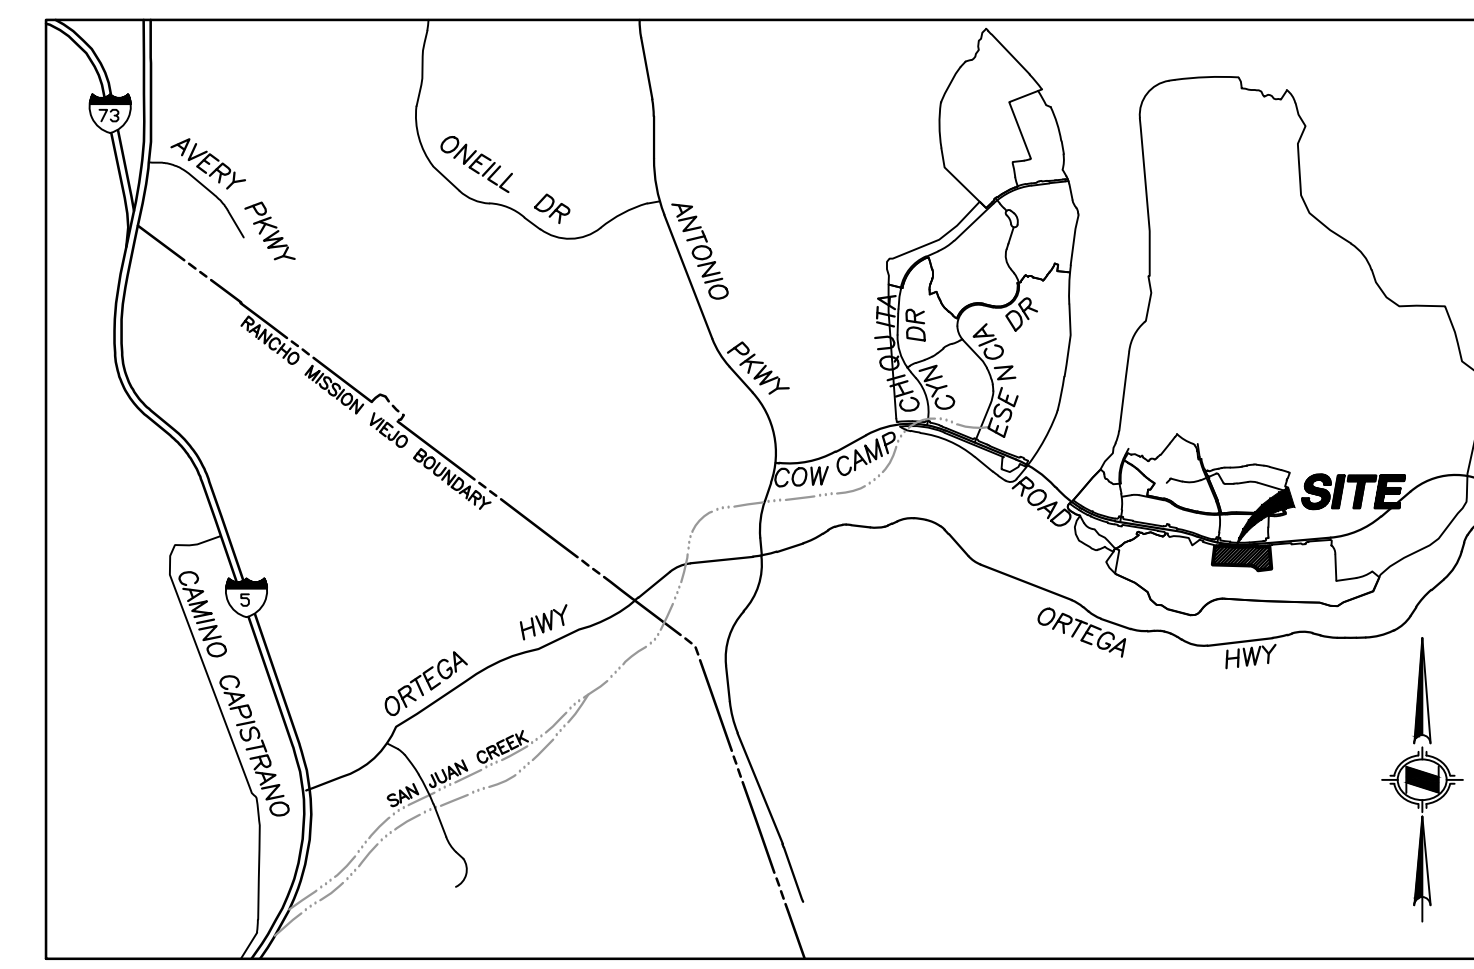 73
AVERY PKWY
ONEILL DR
ANTONIO PKWY
RANCHO MISSION VIEJO BOUNDARY
CHIQUITA CYN DR
ESENCIA DR
COW CAMP ROAD
SITE
5
CAMINO CAPISTRANO
ORTEGA HWY
ORTEGA HWY
SAN JUAN CREEK